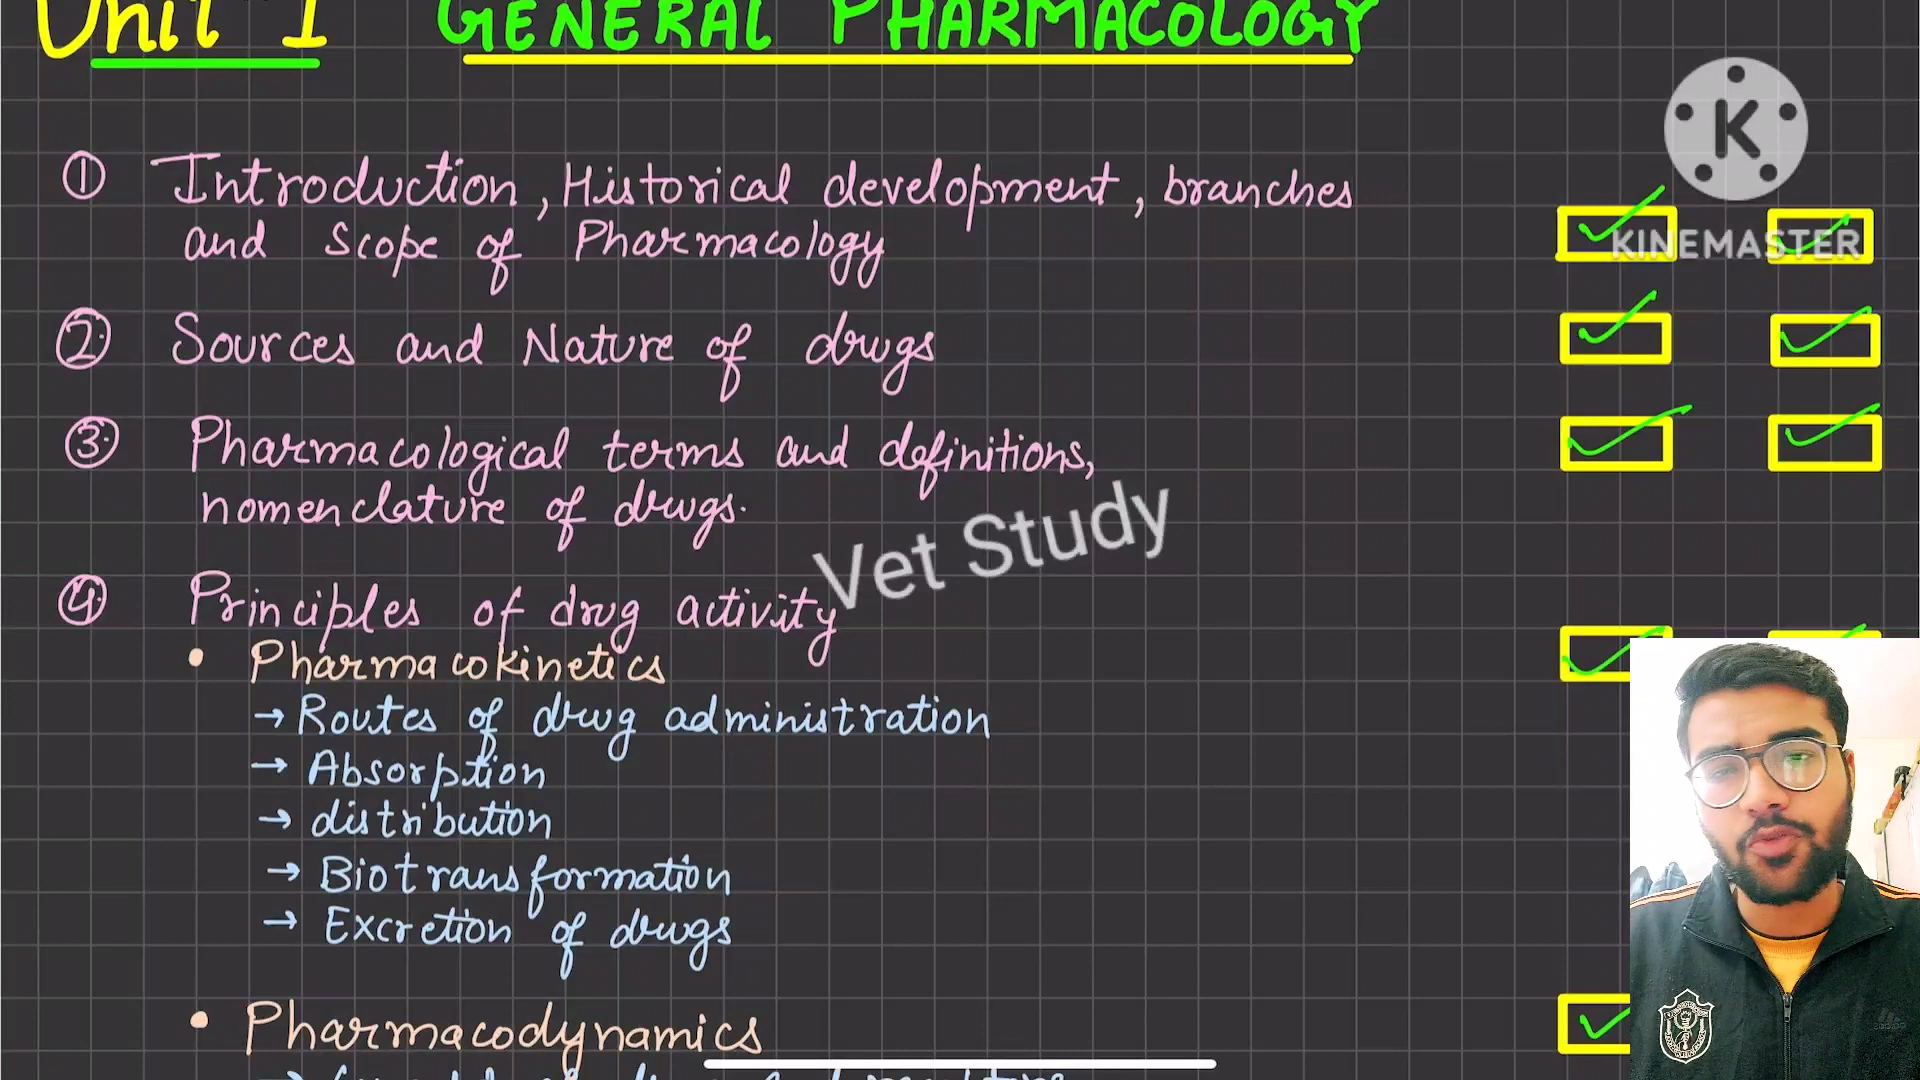 Unit-1 GENERAL PHARMACOLOGY
K
KINEMASTER
① Introduction, Historical development, branches
and Scope of Pharmacology
② Sources and Nature of drugs
③ Pharmacological terms and definitions,
nomenclature of drugs.
Vet Study
④ Principles of drug activity
• Pharmacokinetics
→ Routes of drug administration
→ Absorption
→ distribution
→ Biotransformation
→ Excretion of drugs
• Pharmacodynamics